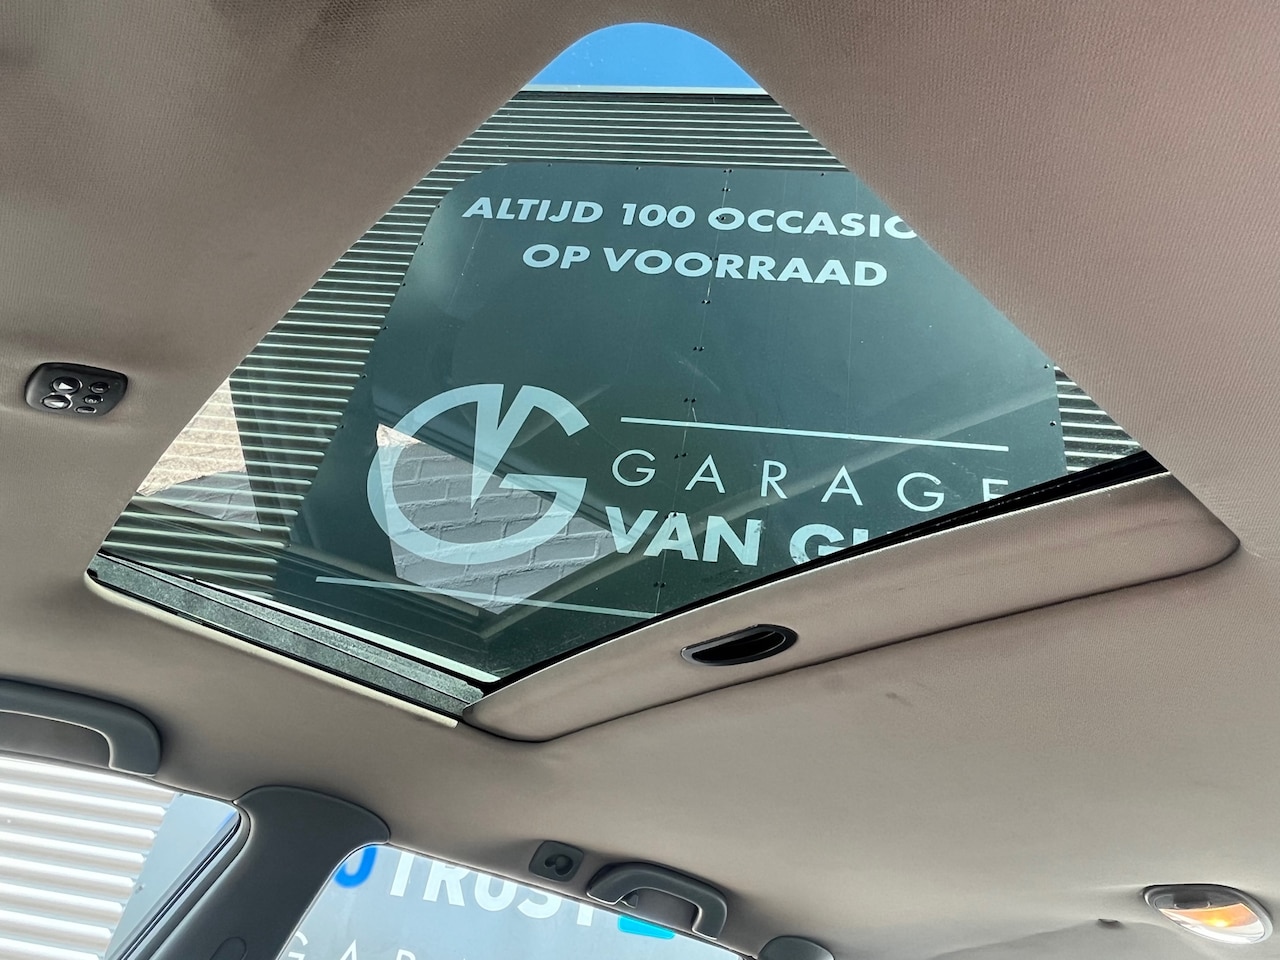 ALTIJD 100 OCCASIO
OP VOORRAAD
GARAGE
VAN
TRUST